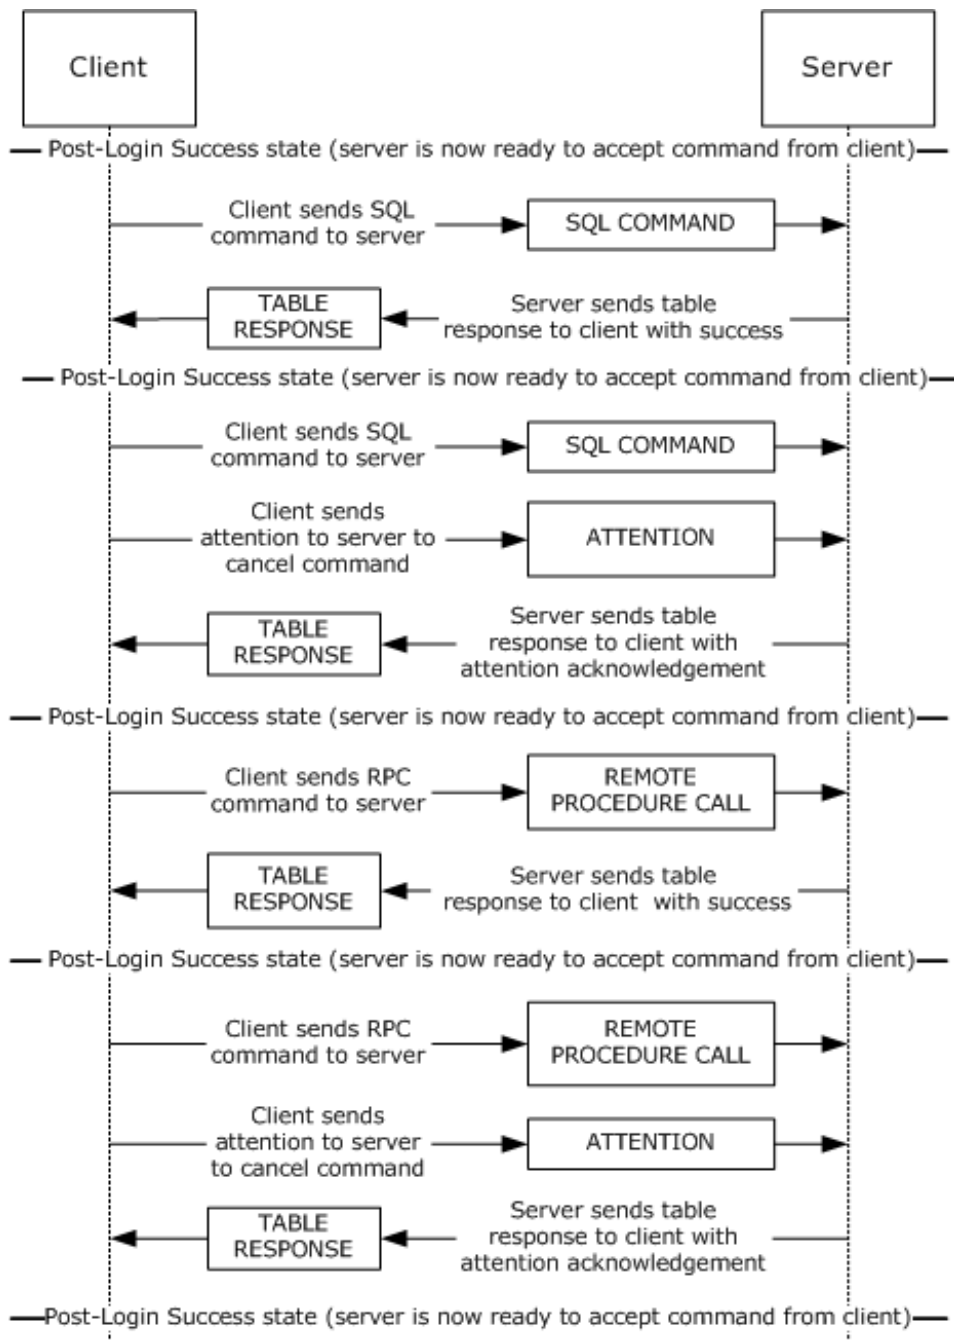 Client
Server
Post-Login Success state (server is now ready to accept command from client)
Client sends SQL
command to server
SQL COMMAND
TABLE
RESPONSE
Server sends table
response to client with success
Post-Login Success state (server is now ready to accept command from client)
Client sends SQL
command to server
SQL COMMAND
Client sends
attention to server to
cancel command
ATTENTION
TABLE
RESPONSE
Server sends table
response to client with
attention acknowledgement
Post-Login Success state (server is now ready to accept command from client)
Client sends RPC
command to server
REMOTE
PROCEDURE CALL
TABLE
RESPONSE
Server sends table
response to client with success
Post-Login Success state (server is now ready to accept command from client)
Client sends RPC
command to server
REMOTE
PROCEDURE CALL
Client sends
attention to server
to cancel command
ATTENTION
TABLE
RESPONSE
Server sends table
response to client with
attention acknowledgement
Post-Login Success state (server is now ready to accept command from client)